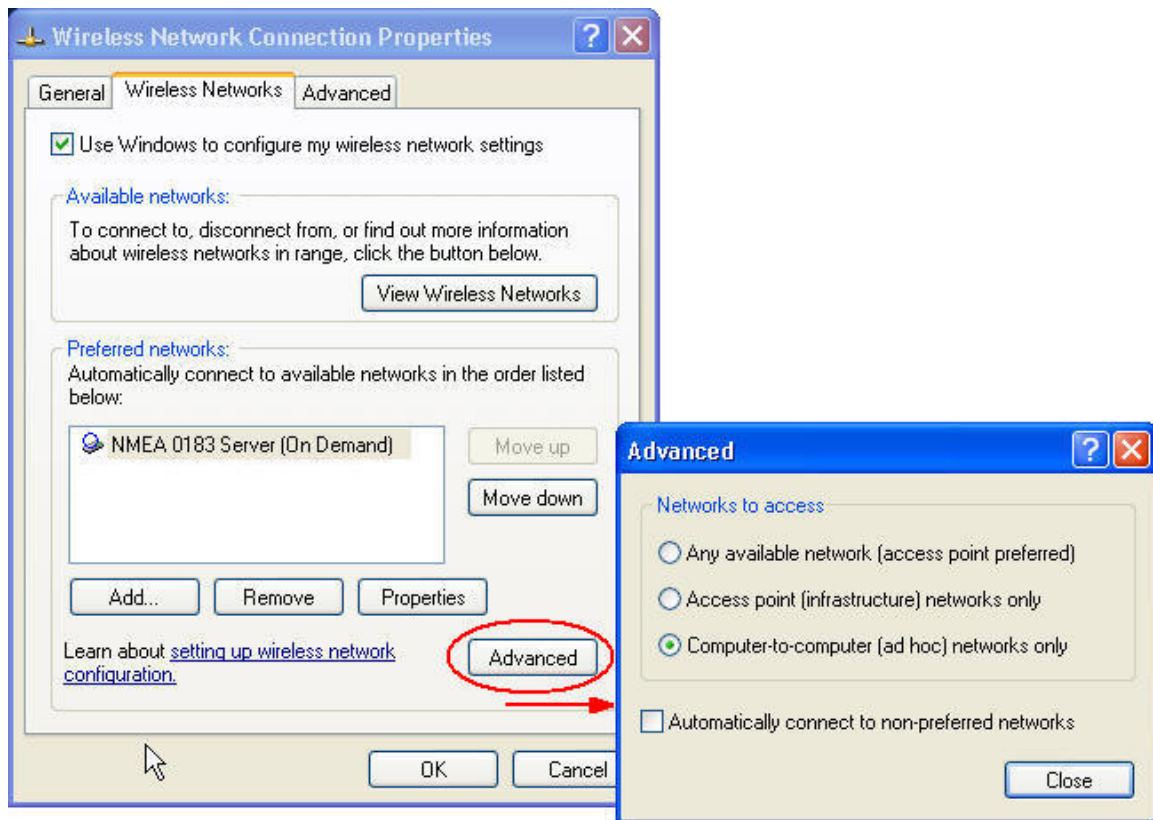 Wireless Network Connection Properties
General
Wireless Networks
Advanced
Use Windows to configure my wireless network settings
Available networks:
To connect to, disconnect from, or find out more information
about wireless networks in range, click the button below.
View Wireless Networks
Preferred networks:
Automatically connect to available networks in the order listed
below:
NMEA 0183 Server (On Demand)
Move up
Move down
Add...
Remove
Properties
Learn about setting up wireless network
configuration.
Advanced
OK
Cancel
Advanced
Networks to access
Any available network (access point preferred)
Access point (infrastructure) networks only
Computer-to-computer (ad hoc) networks only
Automatically connect to non-preferred networks
Close